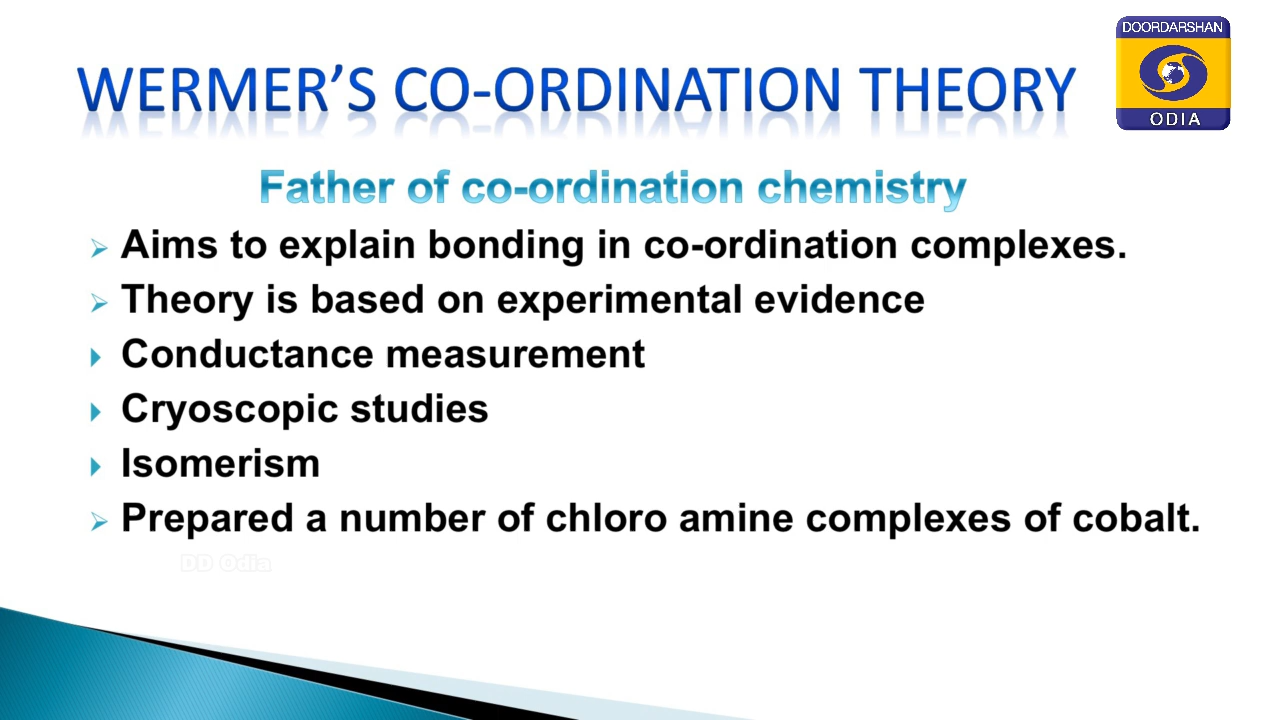 DOORDARSHAN
ODIA
WERMER’S CO-ORDINATION THEORY
Father of co-ordination chemistry
Aims to explain bonding in co-ordination complexes.
Theory is based on experimental evidence
Conductance measurement
Cryoscopic studies
Isomerism
Prepared a number of chloro amine complexes of cobalt.
DD Odia